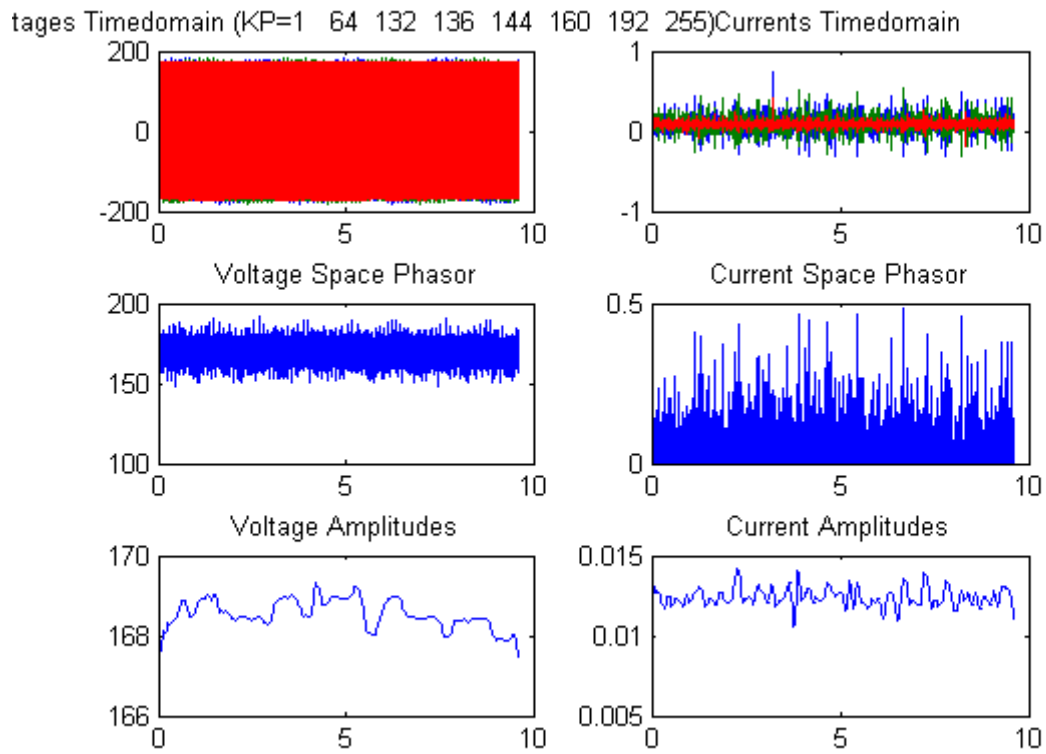 tages Timedomain (KP=1 64 132 136 144 160 192 255)Currents Timedomain
200
0
-200
0 5 10
1
0
-1
0 5 10
Voltage Space Phasor
200
150
100
0 5 10
Current Space Phasor
0.5
0
0 5 10
Voltage Amplitudes
170
168
166
0 5 10
Current Amplitudes
0.015
0.01
0.005
0 5 10